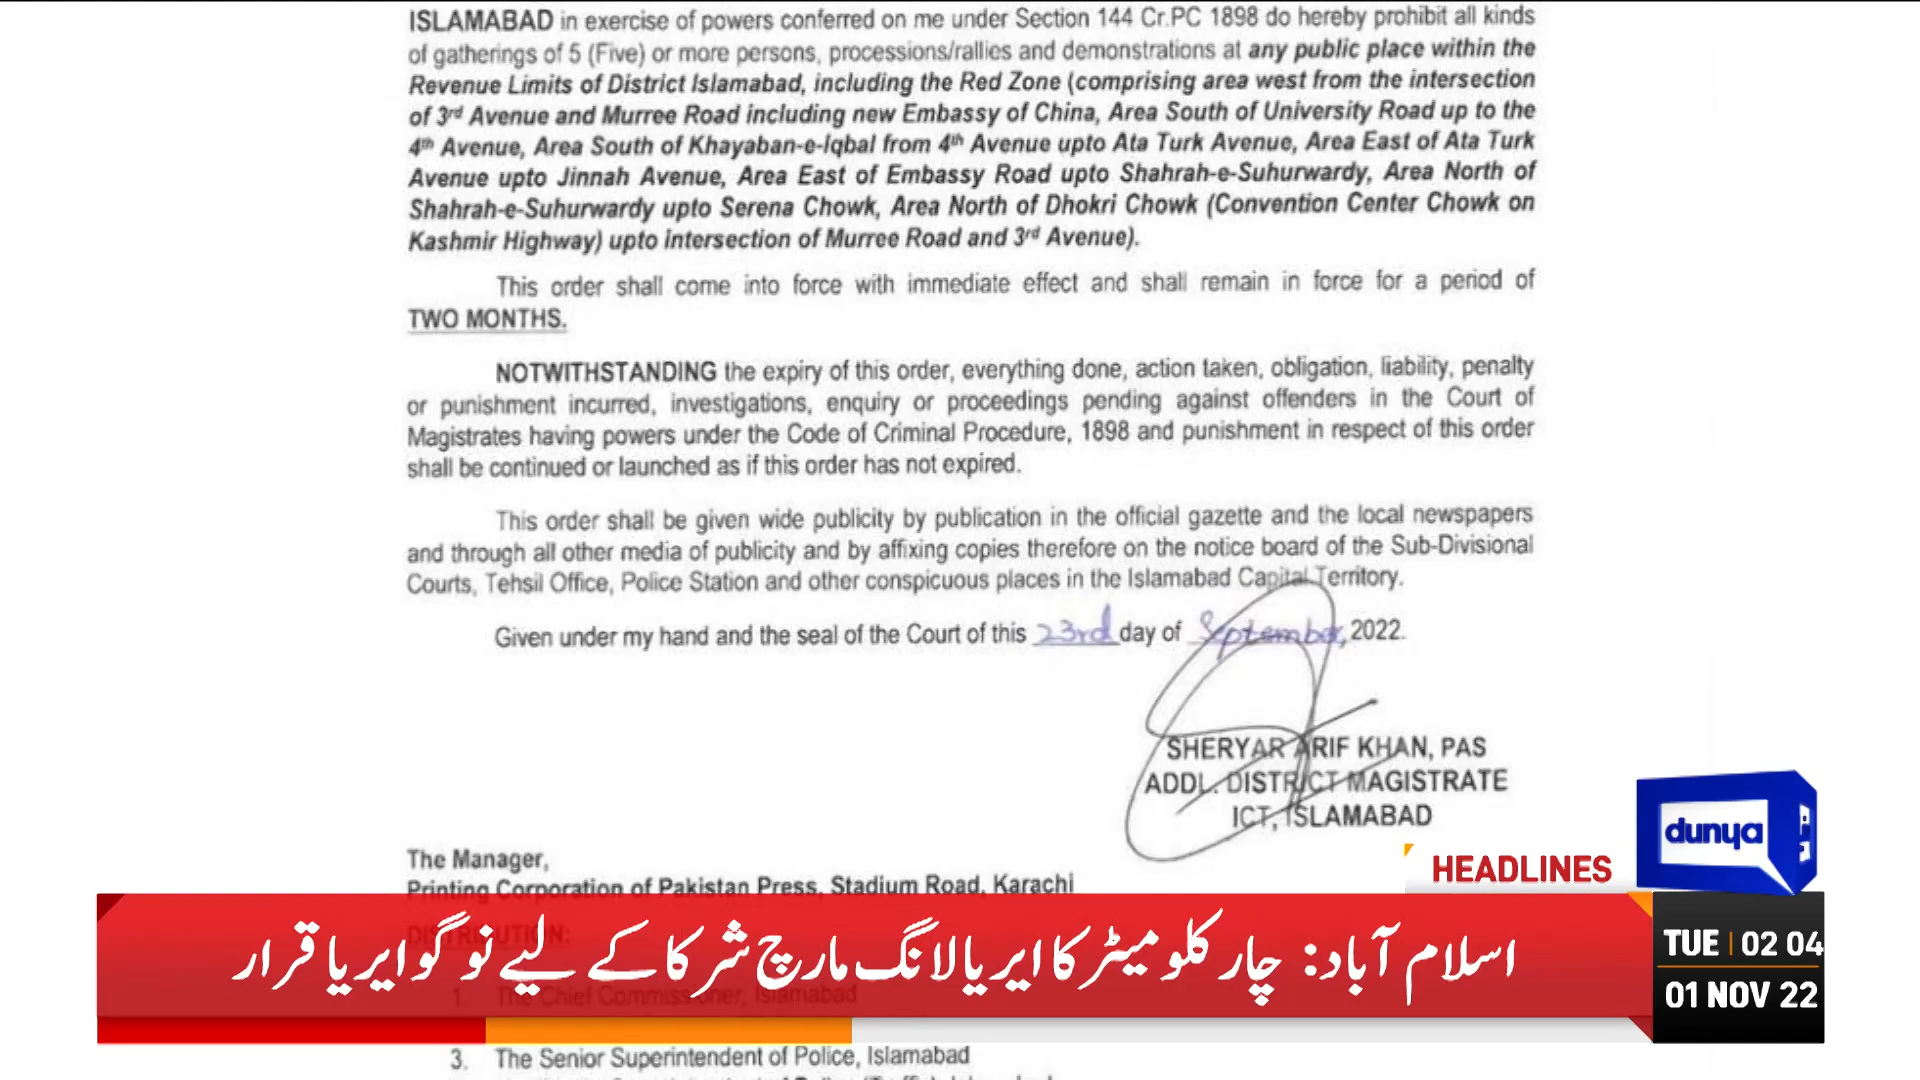 ISLAMABAD in exercise of powers conferred on me under Section 144 Cr.PC 1898 do hereby prohibit all kinds
of gatherings of 5 (Five) or more persons, processions/rallies and demonstrations at any public place within the
Revenue Limits of District Islamabad, including the Red Zone (comprising area west from the intersection
of 3rd Avenue and Murree Road including new Embassy of China, Area South of University Road up to the
4th Avenue, Area South of Khayaban-e-Iqbal from 4th Avenue upto Ata Turk Avenue, Area East of Ata Turk
Avenue upto Jinnah Avenue, Area East of Embassy Road upto Shahrah-e-Suhurwardy, Area North of
Shahrah-e-Suhurwardy upto Serena Chowk, Area North of Dhokri Chowk (Convention Center Chowk on
Kashmir Highway) upto intersection of Murree Road and 3rd Avenue).
This order shall come into force with immediate effect and shall remain in force for a period of
TWO MONTHS.
NOTWITHSTANDING the expiry of this order, everything done, action taken, obligation, liability, penalty
or punishment incurred, investigations, enquiry or proceedings pending against offenders in the Court of
Magistrates having powers under the Code of Criminal Procedure, 1898 and punishment in respect of this order
shall be continued or launched as if this order has not expired.
This order shall be given wide publicity by publication in the official gazette and the local newspapers
and through all other media of publicity and by affixing copies therefore on the notice board of the Sub-Divisional
Courts, Tehsil Office, Police Station and other conspicuous places in the Islamabad Capital Territory.
Given under my hand and the seal of the Court of this 23rd day of September, 2022.
SHERYAR ARIF KHAN, PAS
ADDL. DISTRICT MAGISTRATE
ICT, ISLAMABAD
The Manager,
Printing Corporation of Pakistan Press, Stadium Road, Karachi
HEADLINES
dunya
DISTRIBUTION:
اسلام آباد: چار کلو میٹر کا ایریا لانگ مارچ شرکا کے لیے نو گو ایریا قرار
1. The Chief Commissioner, Islamabad
TUE 02 04
01 NOV 22
3. The Senior Superintendent of Police, Islamabad